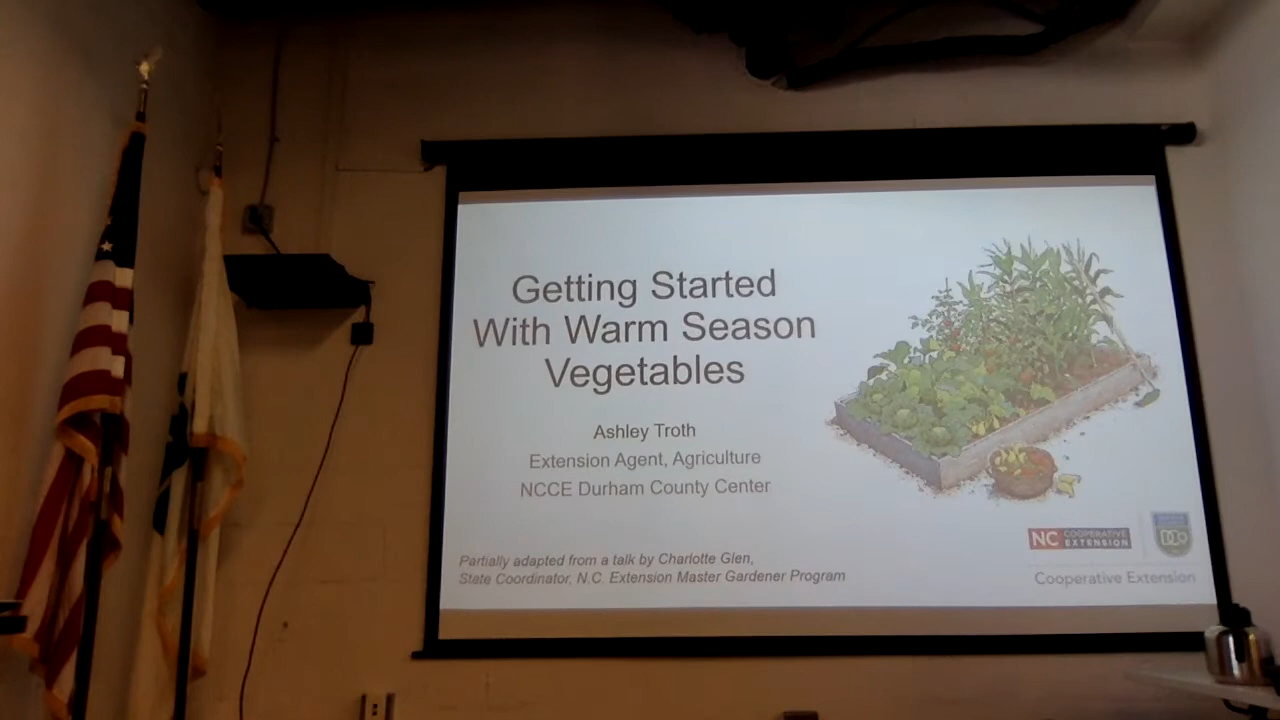 Getting Started
With Warm Season
Vegetables
Ashley Troth
Extension Agent, Agriculture
NCCE Durham County Center
Partially adapted from a talk by Charlotte Glen,
State Coordinator, N.C. Extension Master Gardener Program
NC COOPERATIVE
EXTENSION
DCO
Cooperative Extension